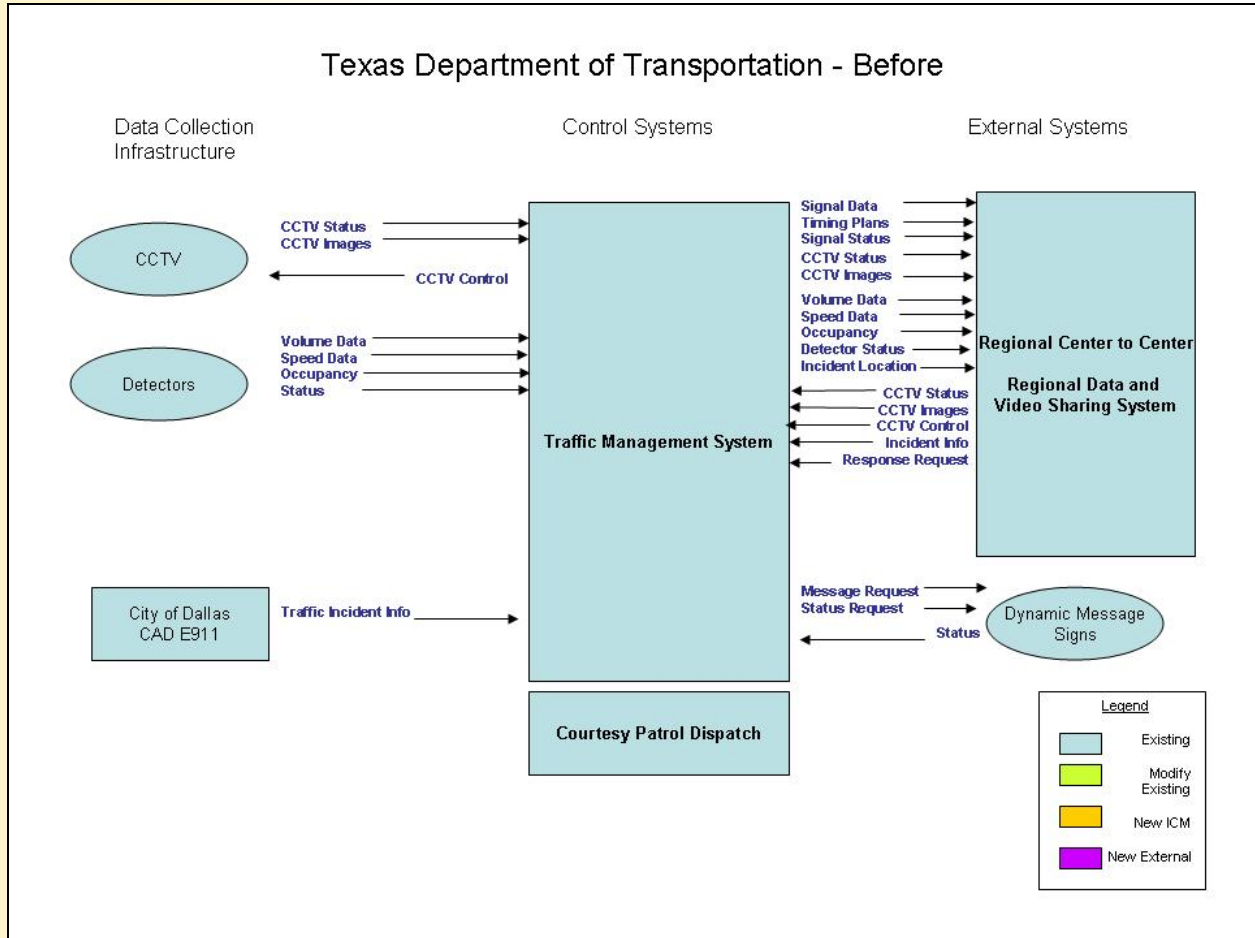 Texas Department of Transportation - Before
Data Collection
Infrastructure
Control Systems
External Systems
CCTV
CCTV Status
CCTV Images
CCTV Control
Detectors
Volume Data
Speed Data
Occupancy
Status
City of Dallas
CAD E911
Traffic Incident Info
Traffic Management System
Courtesy Patrol Dispatch
Signal Data
Timing Plans
Signal Status
CCTV Status
CCTV Images
Volume Data
Speed Data
Occupancy
Detector Status
Incident Location
CCTV Status
CCTV Images
CCTV Control
Incident Info
Response Request
Regional Center to Center
Regional Data and
Video Sharing System
Message Request
Status Request
Status
Dynamic Message
Signs
Legend
Existing
Modify
Existing
New ICM
New External